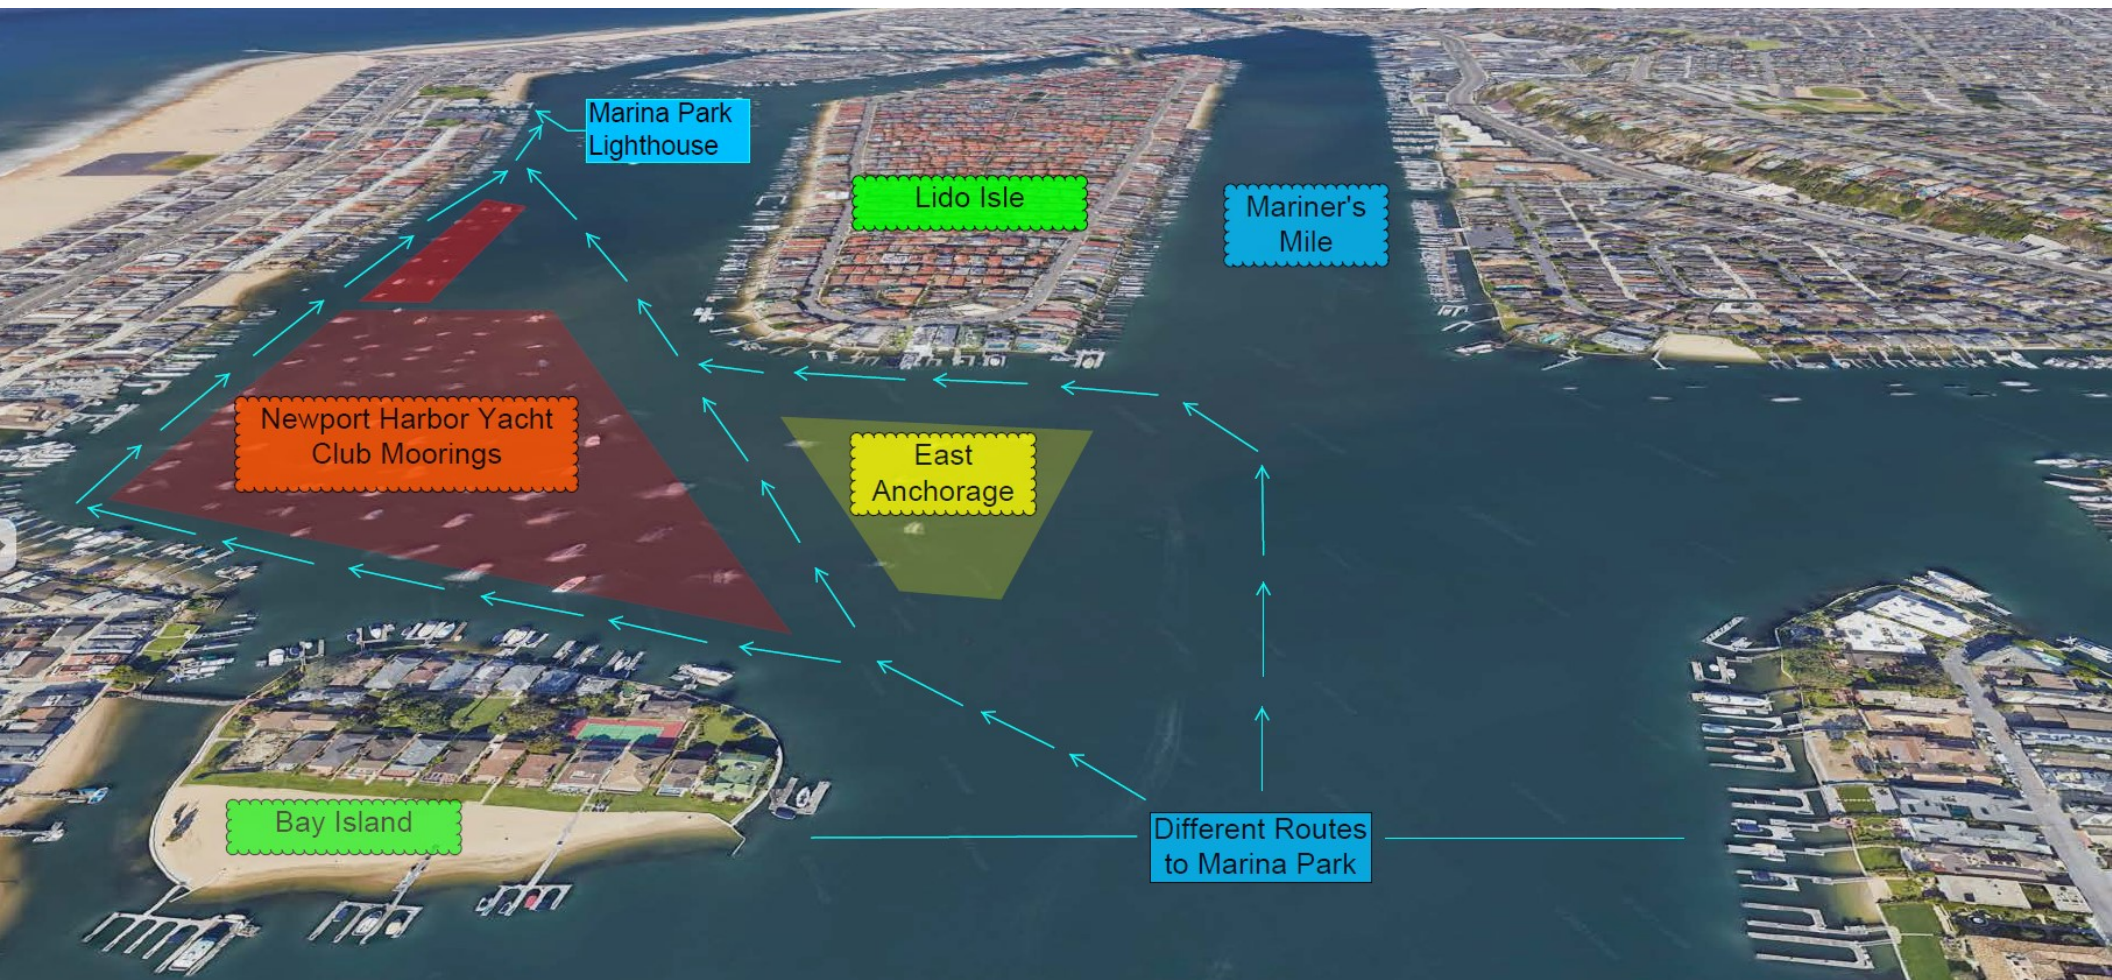 Marina Park
Lighthouse
Lido Isle
Mariner's
Mile
Newport Harbor Yacht
Club Moorings
East
Anchorage
Bay Island
Different Routes
to Marina Park